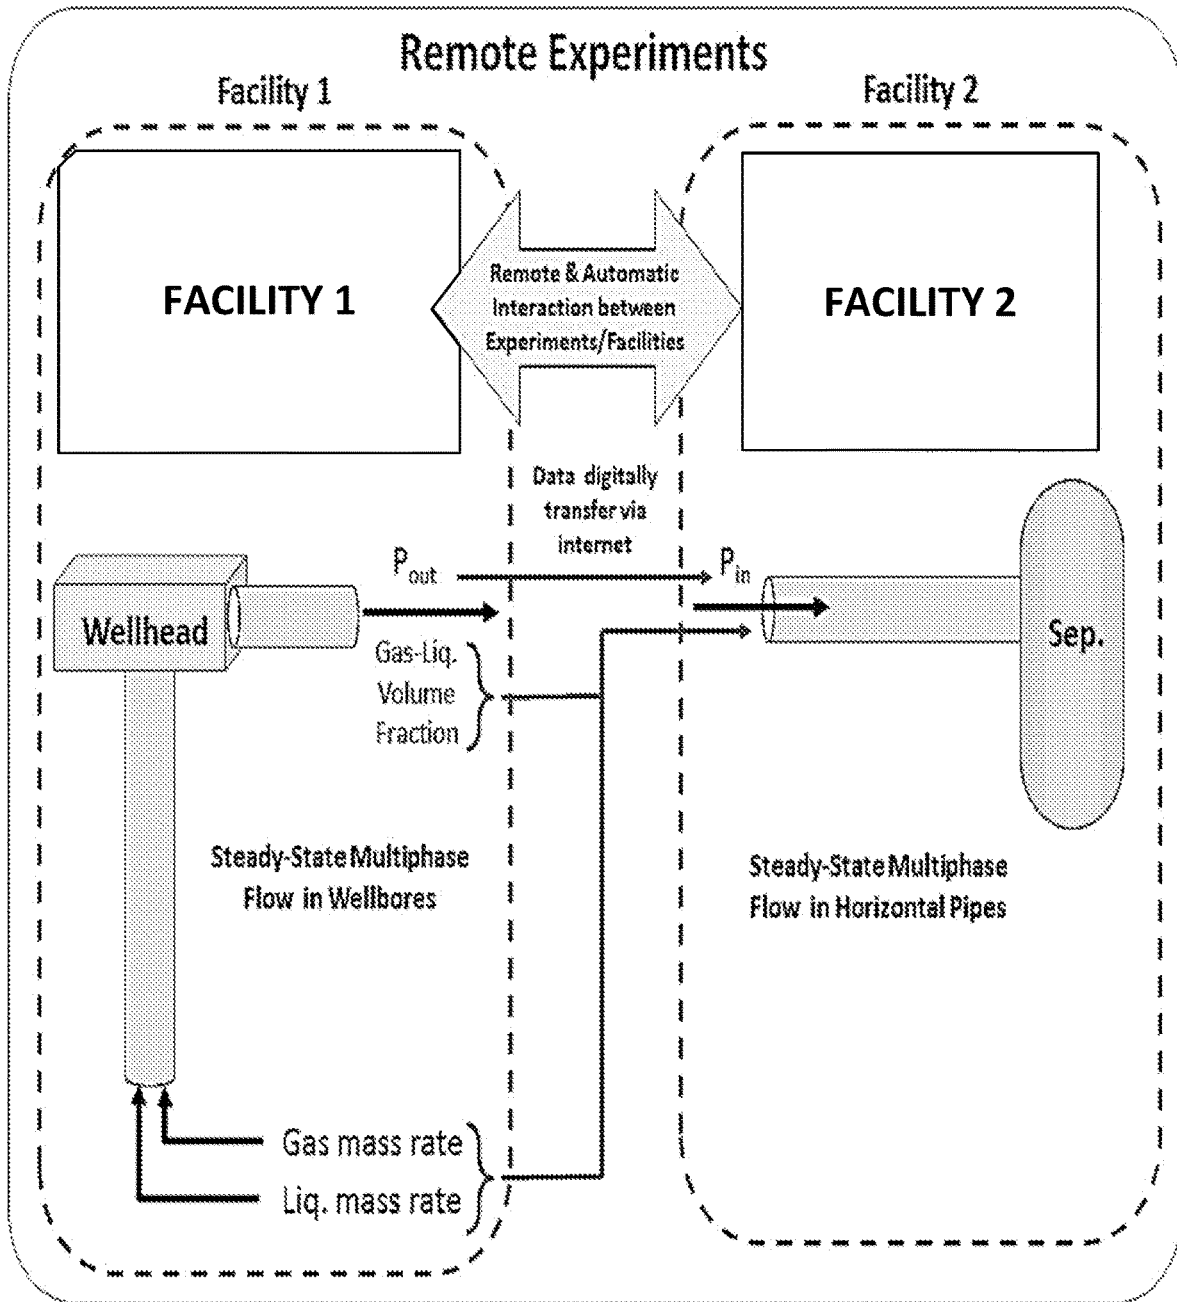 Remote Experiments
Facility 1
Facility 2
FACILITY 1
Remote & Automatic
Interaction between
Experiments/Facilities
FACILITY 2
Data digitally
transfer via
internet
Pout
Pin
Wellhead
Gas-Liq.
Volume
Fraction
Sep.
Steady-State Multiphase
Flow in Wellbores
Steady-State Multiphase
Flow in Horizontal Pipes
Gas mass rate
Liq. mass rate